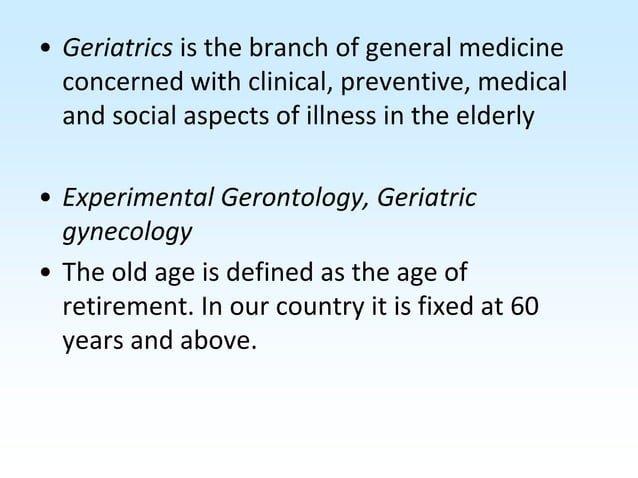 • Geriatrics is the branch of general medicine
concerned with clinical, preventive, medical
and social aspects of illness in the elderly
• Experimental Gerontology, Geriatric
gynecology
• The old age is defined as the age of
retirement. In our country it is fixed at 60
years and above.